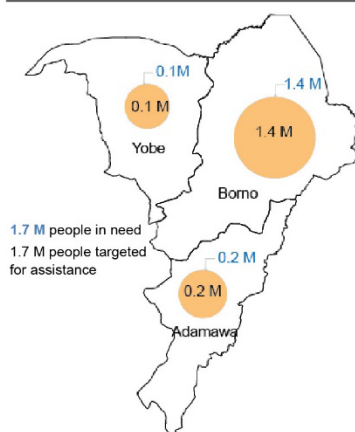 0.1M
0.1 M
Yobe
1.4 M
1.4 M
Borno
1.7 M people in need
1.7 M people targeted
for assistance
0.2 M
0.2 M
Adamawa